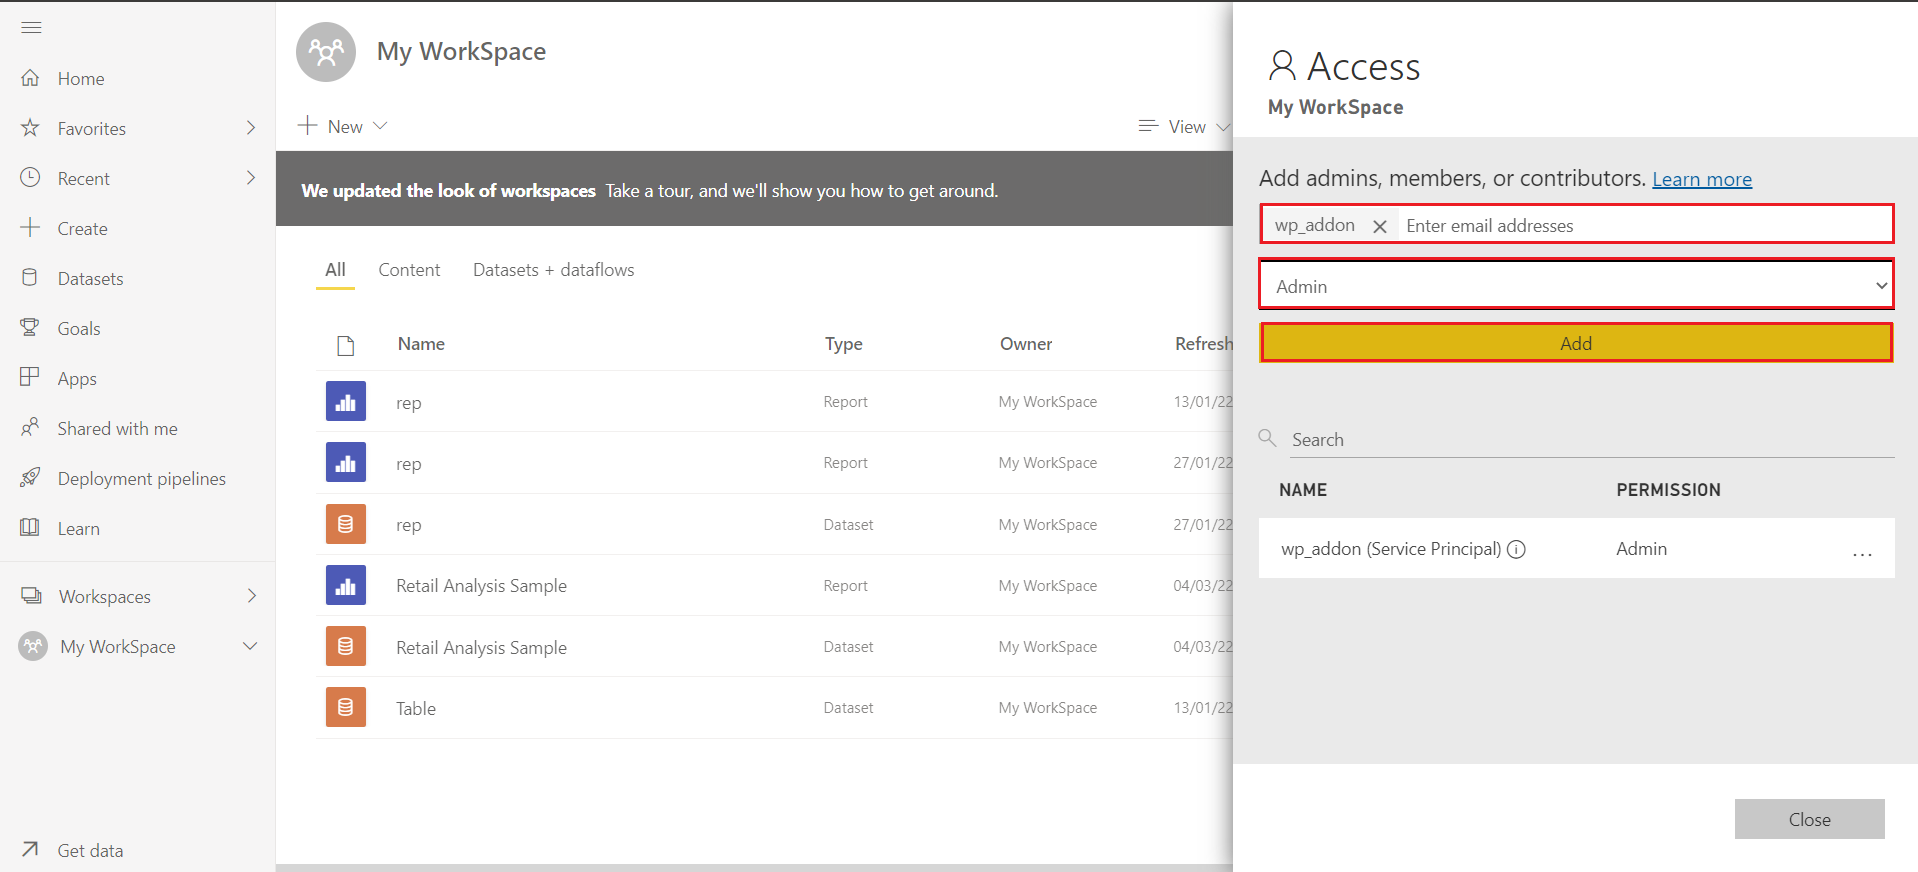 Home
Favorites
Recent
Create
Datasets
Goals
Apps
Shared with me
Deployment pipelines
Learn
Workspaces
My WorkSpace
Get data
My WorkSpace
New
View
We updated the look of workspaces Take a tour, and we'll show you how to get around.
All Content Datasets + dataflows
Name Type Owner Refresh
rep Report My WorkSpace 13/01/22
rep Report My WorkSpace 27/01/22
rep Dataset My WorkSpace 27/01/22
Retail Analysis Sample Report My WorkSpace 04/03/22
Retail Analysis Sample Dataset My WorkSpace 04/03/22
Table Dataset My WorkSpace 13/01/22
Access
My WorkSpace
Add admins, members, or contributors. Learn more
wp_addon Enter email addresses
Admin
Add
Search
NAME PERMISSION
wp_addon (Service Principal) Admin ...
Close